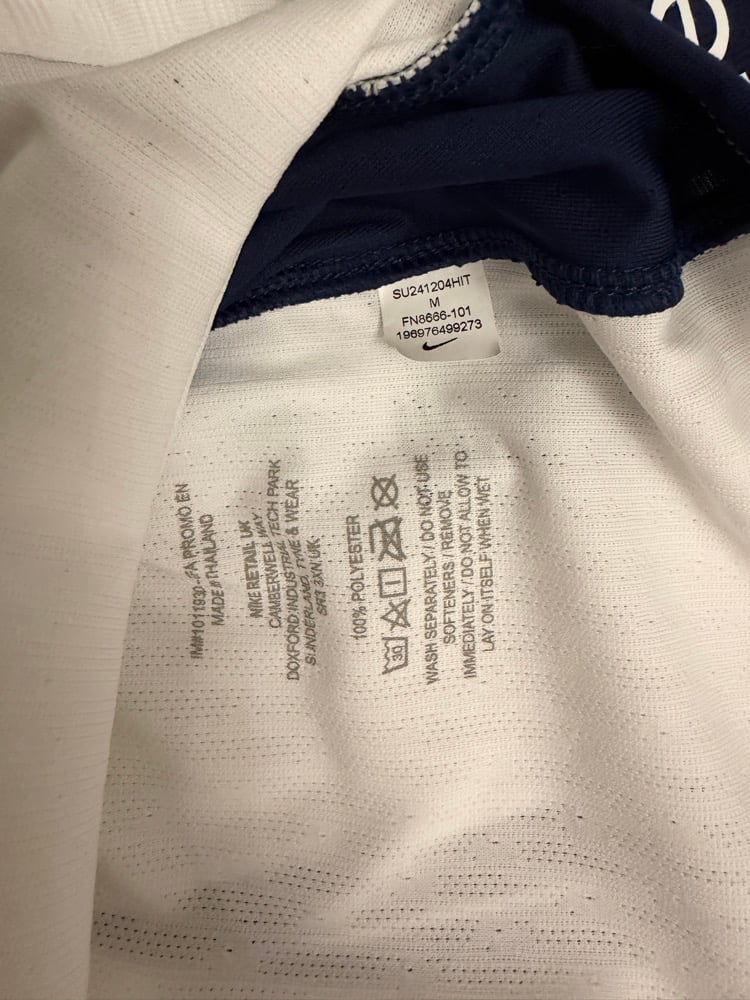 SU241204HIT
M
FN8666-101
196976499273
IM#1011930-FA PROMO EN
MADE IN THAILAND
NIKE RETAIL UK
CAMBERWELL WAY
DOXFORD INDUSTRIAL TECH PARK
SUNDERLAND, TYNE & WEAR
SR3 3XN UK
100% POLYESTER
30
WASH SEPARATELY / DO NOT USE
SOFTENERS / REMOVE
IMMEDIATELY / DO NOT ALLOW TO
LAY ON ITSELF WHEN WET